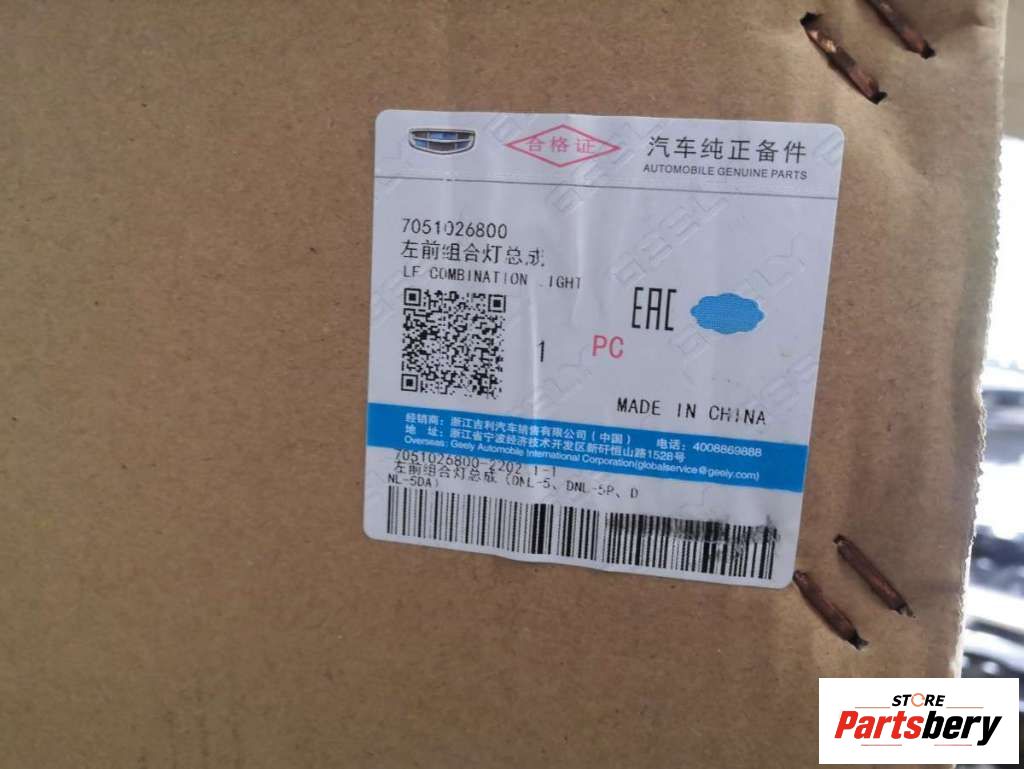 合格证
汽车纯正备件
AUTOMOBILE GENUINE PARTS
7051026800
左前组合灯总成
LF COMBINATION IGHT
EAC
1 PC
MADE IN CHINA
经销商：浙江吉利汽车销售有限公司（中国） 电话：4008869888
地 址：浙江省宁波经济技术开发区新矸恒山路1528号
Overseas: Geely Automobile International Corporation(globalservice@geely.com)
7051026800-2202 1-1
左前组合灯总成（DNL-5、DNL-5P、D
NL-5DA）
STORE
Partsbery